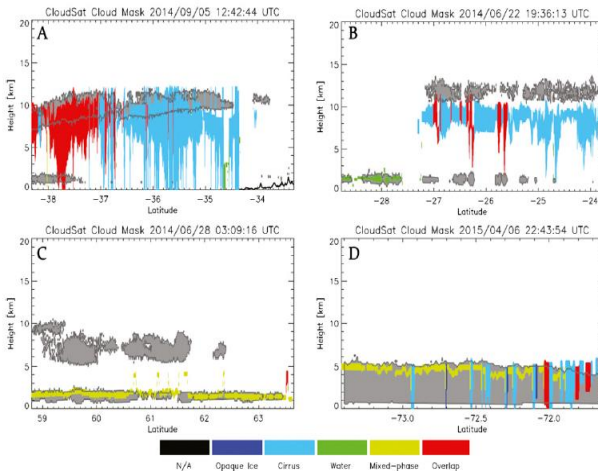 CloudSat Cloud Mask 2014/09/05 12:42:44 UTC
A
Height [km]
20
15
10
5
0
-38 -37 -36 -35 -34
Latitude
CloudSat Cloud Mask 2014/06/22 19:36:13 UTC
B
Height [km]
20
15
10
5
0
-28 -27 -26 -25 -24
Latitude
CloudSat Cloud Mask 2014/06/28 03:09:16 UTC
C
Height [km]
20
15
10
5
0
59 60 61 62 63
Latitude
CloudSat Cloud Mask 2015/04/06 22:43:54 UTC
D
Height [km]
20
15
10
5
0
-73.0 -72.5 -72.0
Latitude
N/A Opaque Ice Cirrus Water Mixed-phase Overlap